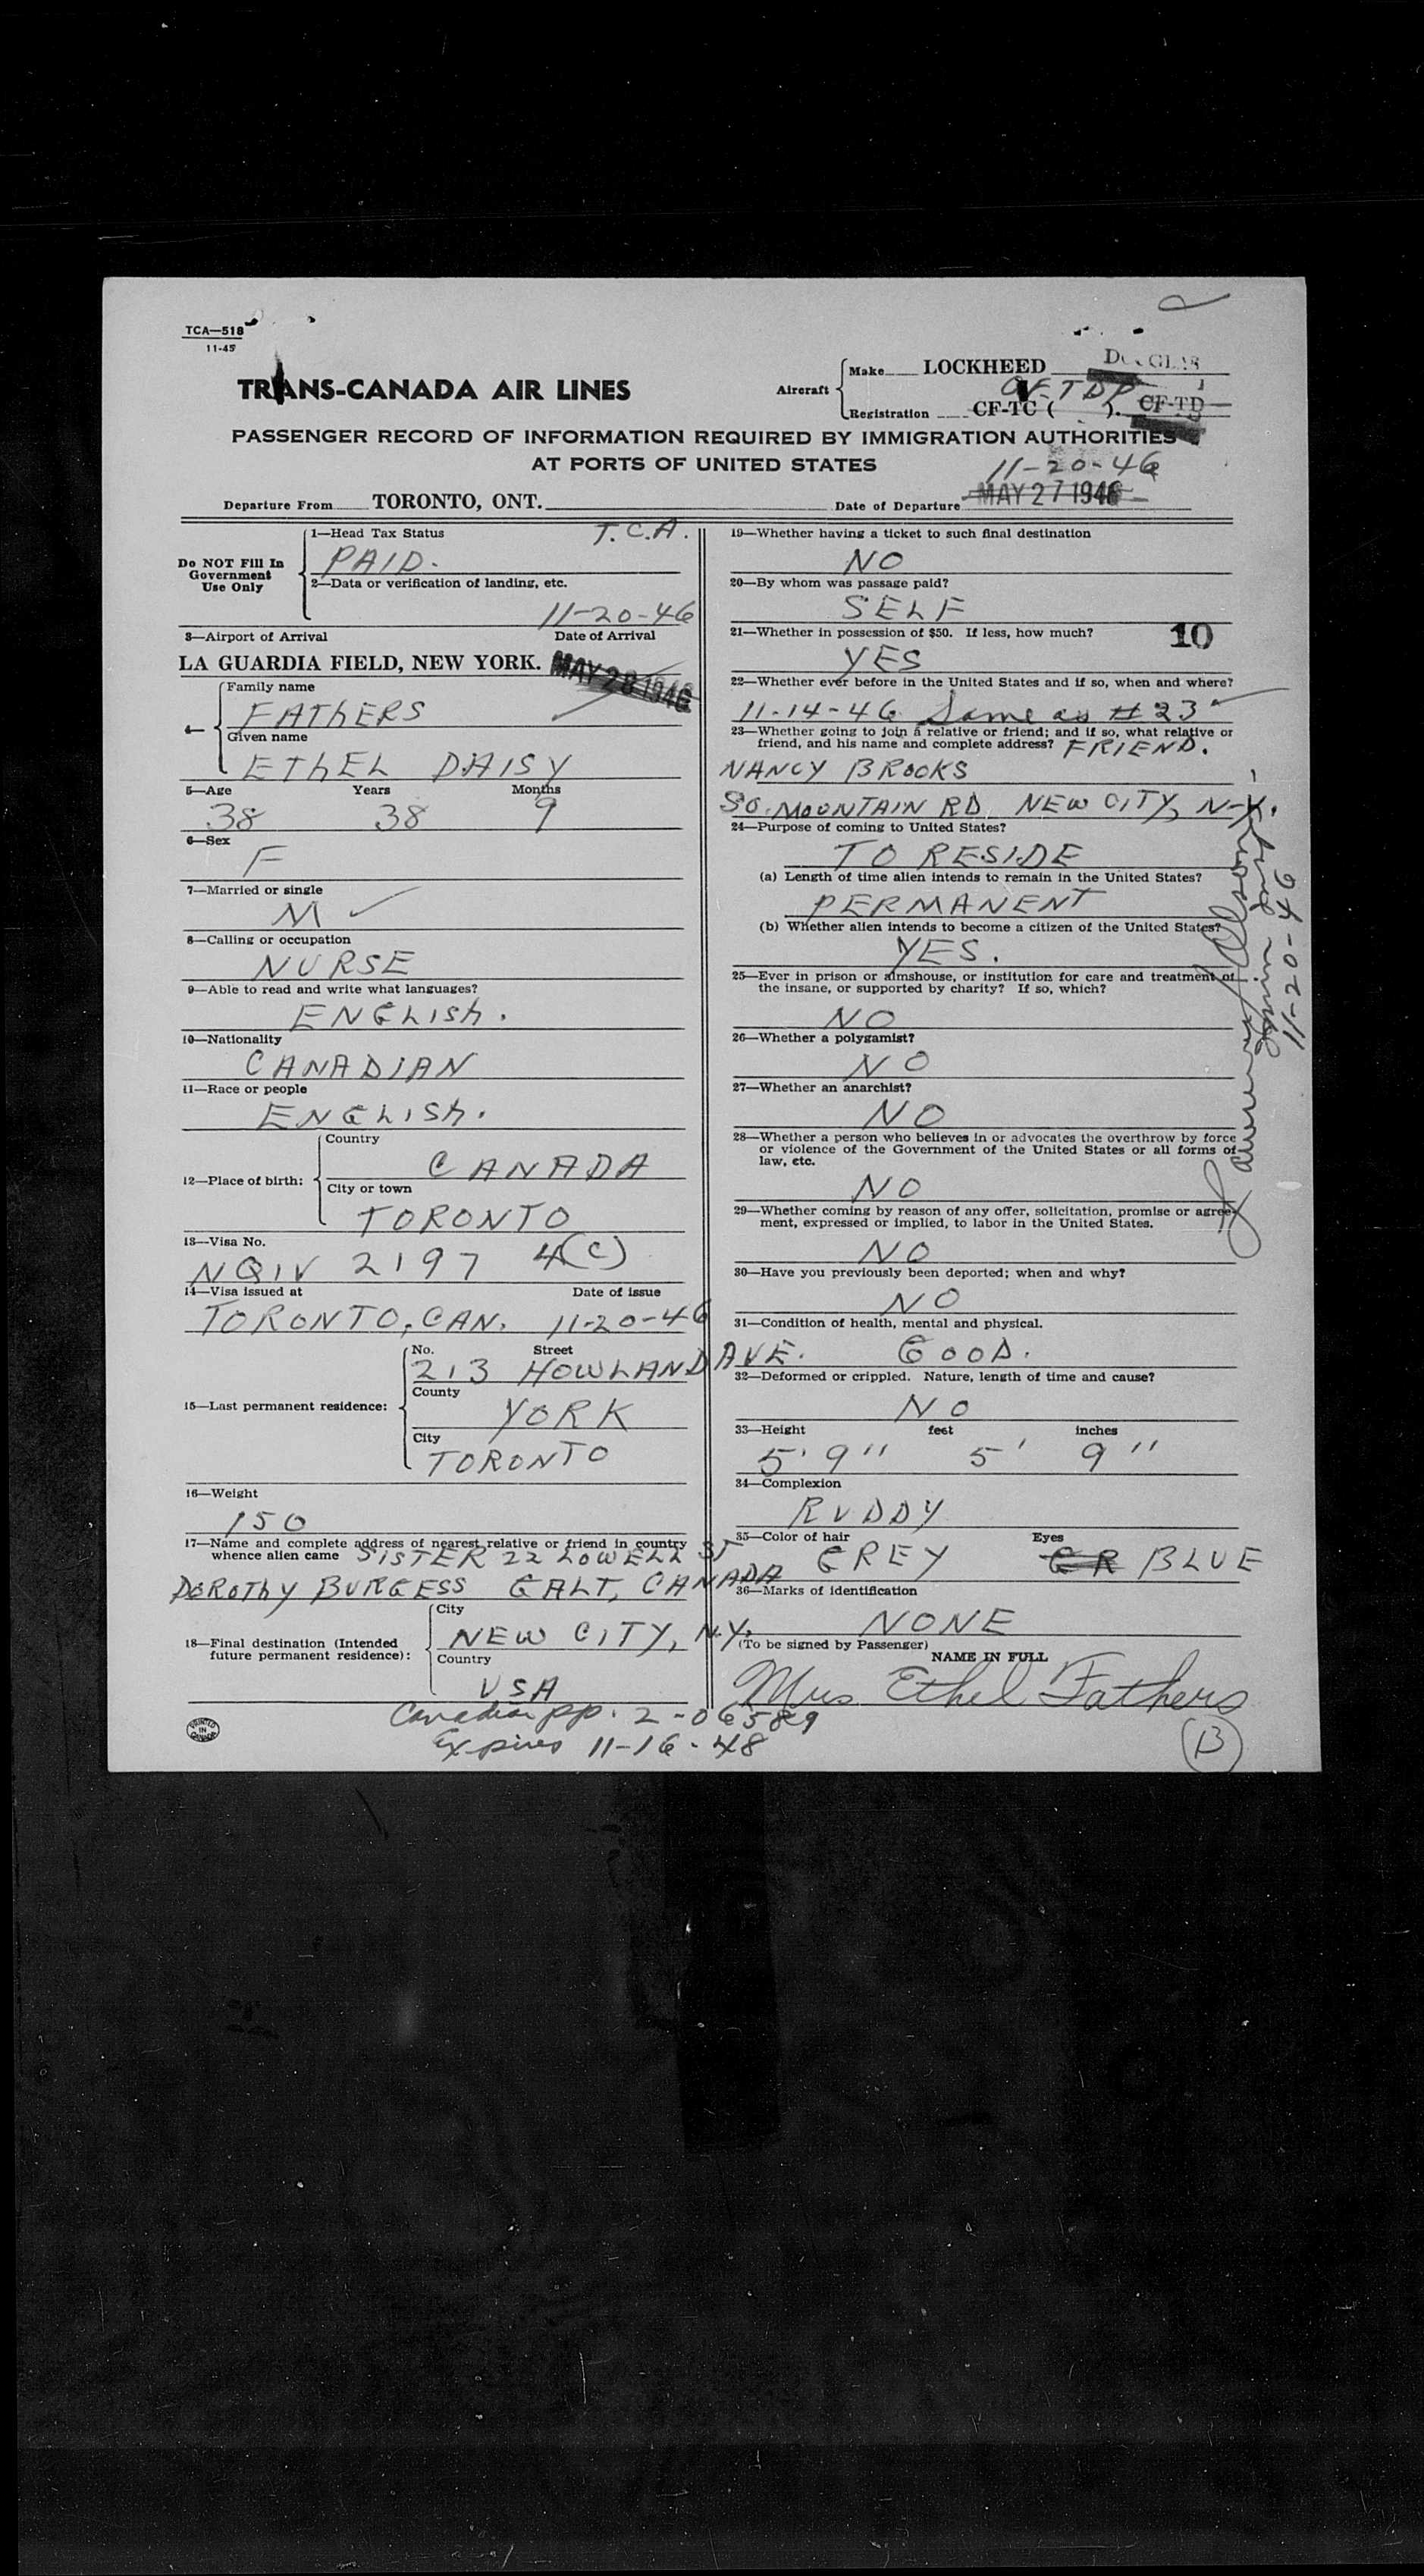 TCA—518
11-45
TRANS-CANADA AIR LINES
Aircraft
Make LOCKHEED DOUGLAS
CF-TDP
Registration CF-TC ( ). CF-TD
PASSENGER RECORD OF INFORMATION REQUIRED BY IMMIGRATION AUTHORITIES
AT PORTS OF UNITED STATES
11-20-46
Departure From TORONTO, ONT. Date of Departure MAY 27 1946
Do NOT Fill In
Government
Use Only
1—Head Tax Status T.C.A.
PAID.
2—Data or verification of landing, etc.
11-20-46
3—Airport of Arrival Date of Arrival
LA GUARDIA FIELD, NEW YORK. MAY 28 1946
4—
Family name
FATHERS
Given name
ETHEL DAISY
5—Age Years Months
38 38 9
6—Sex
F
7—Married or single
M
8—Calling or occupation
NURSE
9—Able to read and write what languages?
ENGLISH.
10—Nationality
CANADIAN
11—Race or people
ENGLISH.
12—Place of birth:
Country
CANADA
City or town
TORONTO
13—Visa No.
NQIV 2197 4(C)
14—Visa issued at Date of issue
TORONTO, CAN. 11-20-46
15—Last permanent residence:
No. Street
213 HOWLAND AVE.
County
YORK
City
TORONTO
16—Weight
150
17—Name and complete address of nearest relative or friend in country
whence alien came SISTER 22 LOWELL ST
DOROTHY BURGESS GALT, CANADA
18—Final destination (Intended
future permanent residence):
City
NEW CITY, N.Y.
Country
USA
Canadian pp. 2-06589
Expires 11-16-48
PRINTED
IN
CANADA
19—Whether having a ticket to such final destination
NO
20—By whom was passage paid?
SELF
21—Whether in possession of $50. If less, how much? 10
YES
22—Whether ever before in the United States and if so, when and where?
11-14-46 Same as #23
23—Whether going to join a relative or friend; and if so, what relative or
friend, and his name and complete address? FRIEND.
NANCY BROOKS
SO. MOUNTAIN RD NEW CITY, N.Y.
24—Purpose of coming to United States?
TO RESIDE
(a) Length of time alien intends to remain in the United States?
PERMANENT
(b) Whether alien intends to become a citizen of the United States?
YES.
25—Ever in prison or almshouse, or institution for care and treatment of
the insane, or supported by charity? If so, which?
NO
26—Whether a polygamist?
NO
27—Whether an anarchist?
NO
28—Whether a person who believes in or advocates the overthrow by force
or violence of the Government of the United States or all forms of
law, etc.
NO
29—Whether coming by reason of any offer, solicitation, promise or agree-
ment, expressed or implied, to labor in the United States.
NO
30—Have you previously been deported; when and why?
NO
31—Condition of health, mental and physical.
GOOD.
32—Deformed or crippled. Nature, length of time and cause?
NO
33—Height feet inches
5' 9" 5' 9"
34—Complexion
RUDDY
35—Color of hair Eyes
GREY GR BLUE
36—Marks of identification
NONE
(To be signed by Passenger)
NAME IN FULL
Mrs Ethel Fathers
13
11-20-46